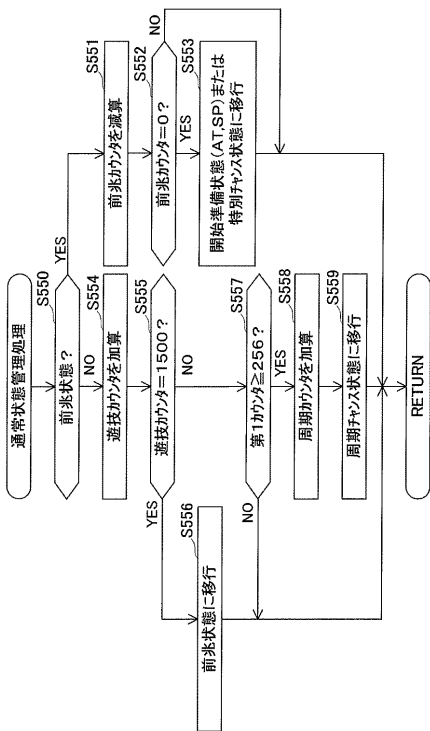 通常状態管理処理
S550
前兆状態?
YES
NO
S551
前兆カウンタを減算
S552
前兆カウンタ=0?
NO
YES
S553
開始準備状態(AT,SP)または
特別チャンス状態に移行
S554
遊技カウンタを加算
S555
遊技カウンタ=1500?
YES
NO
S556
前兆状態に移行
S557
第1カウンタ≧256?
NO
YES
S558
周期カウンタを加算
S559
周期チャンス状態に移行
RETURN